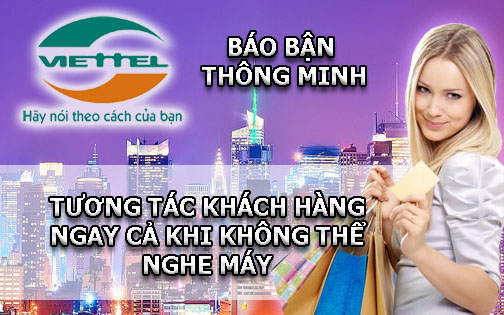 VIETTEL
Hãy nói theo cách của bạn
BÁO BẬN
THÔNG MINH
TƯƠNG TÁC KHÁCH HÀNG
NGAY CẢ KHI KHÔNG THỂ
NGHE MÁY